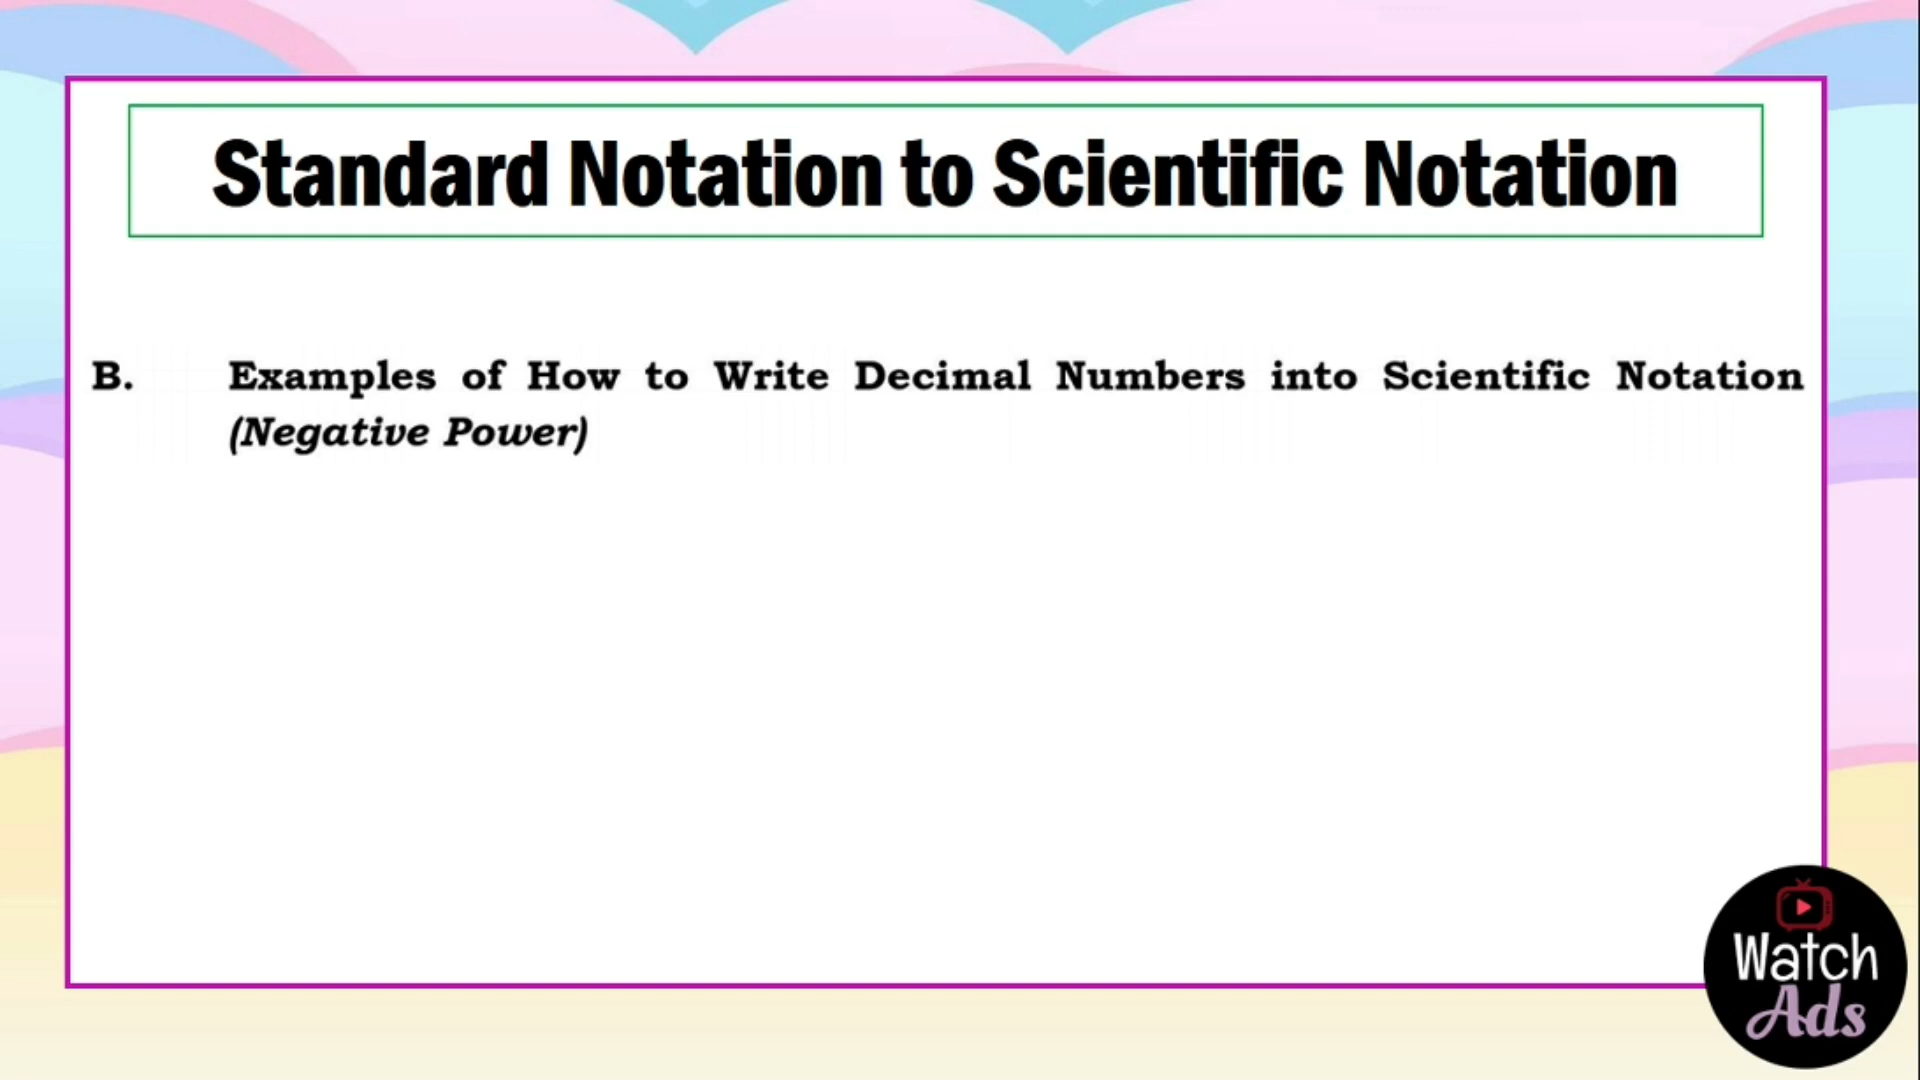 Standard Notation to Scientific Notation
B. Examples of How to Write Decimal Numbers into Scientific Notation
(Negative Power)
Watch
Ads